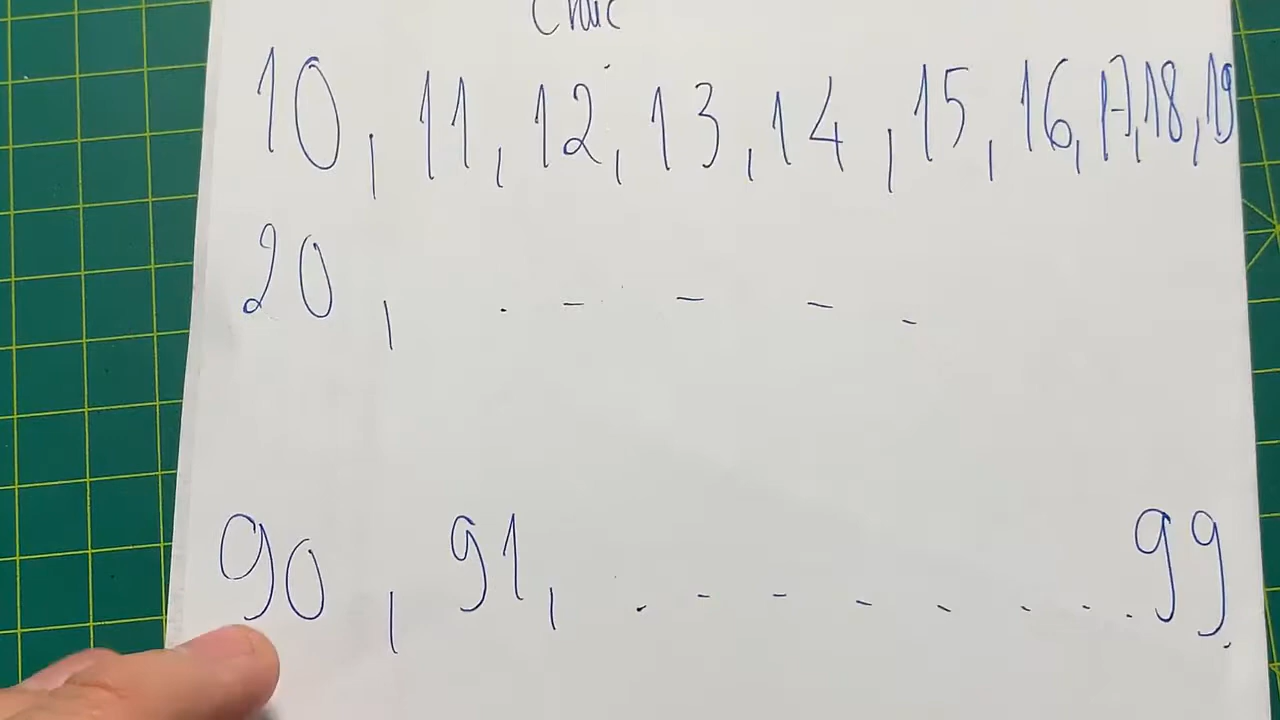 10, 11, 12, 13, 14, 15, 16, 17, 18, 19
20, . - - - -
90, 91, . - - - - - - . 99.